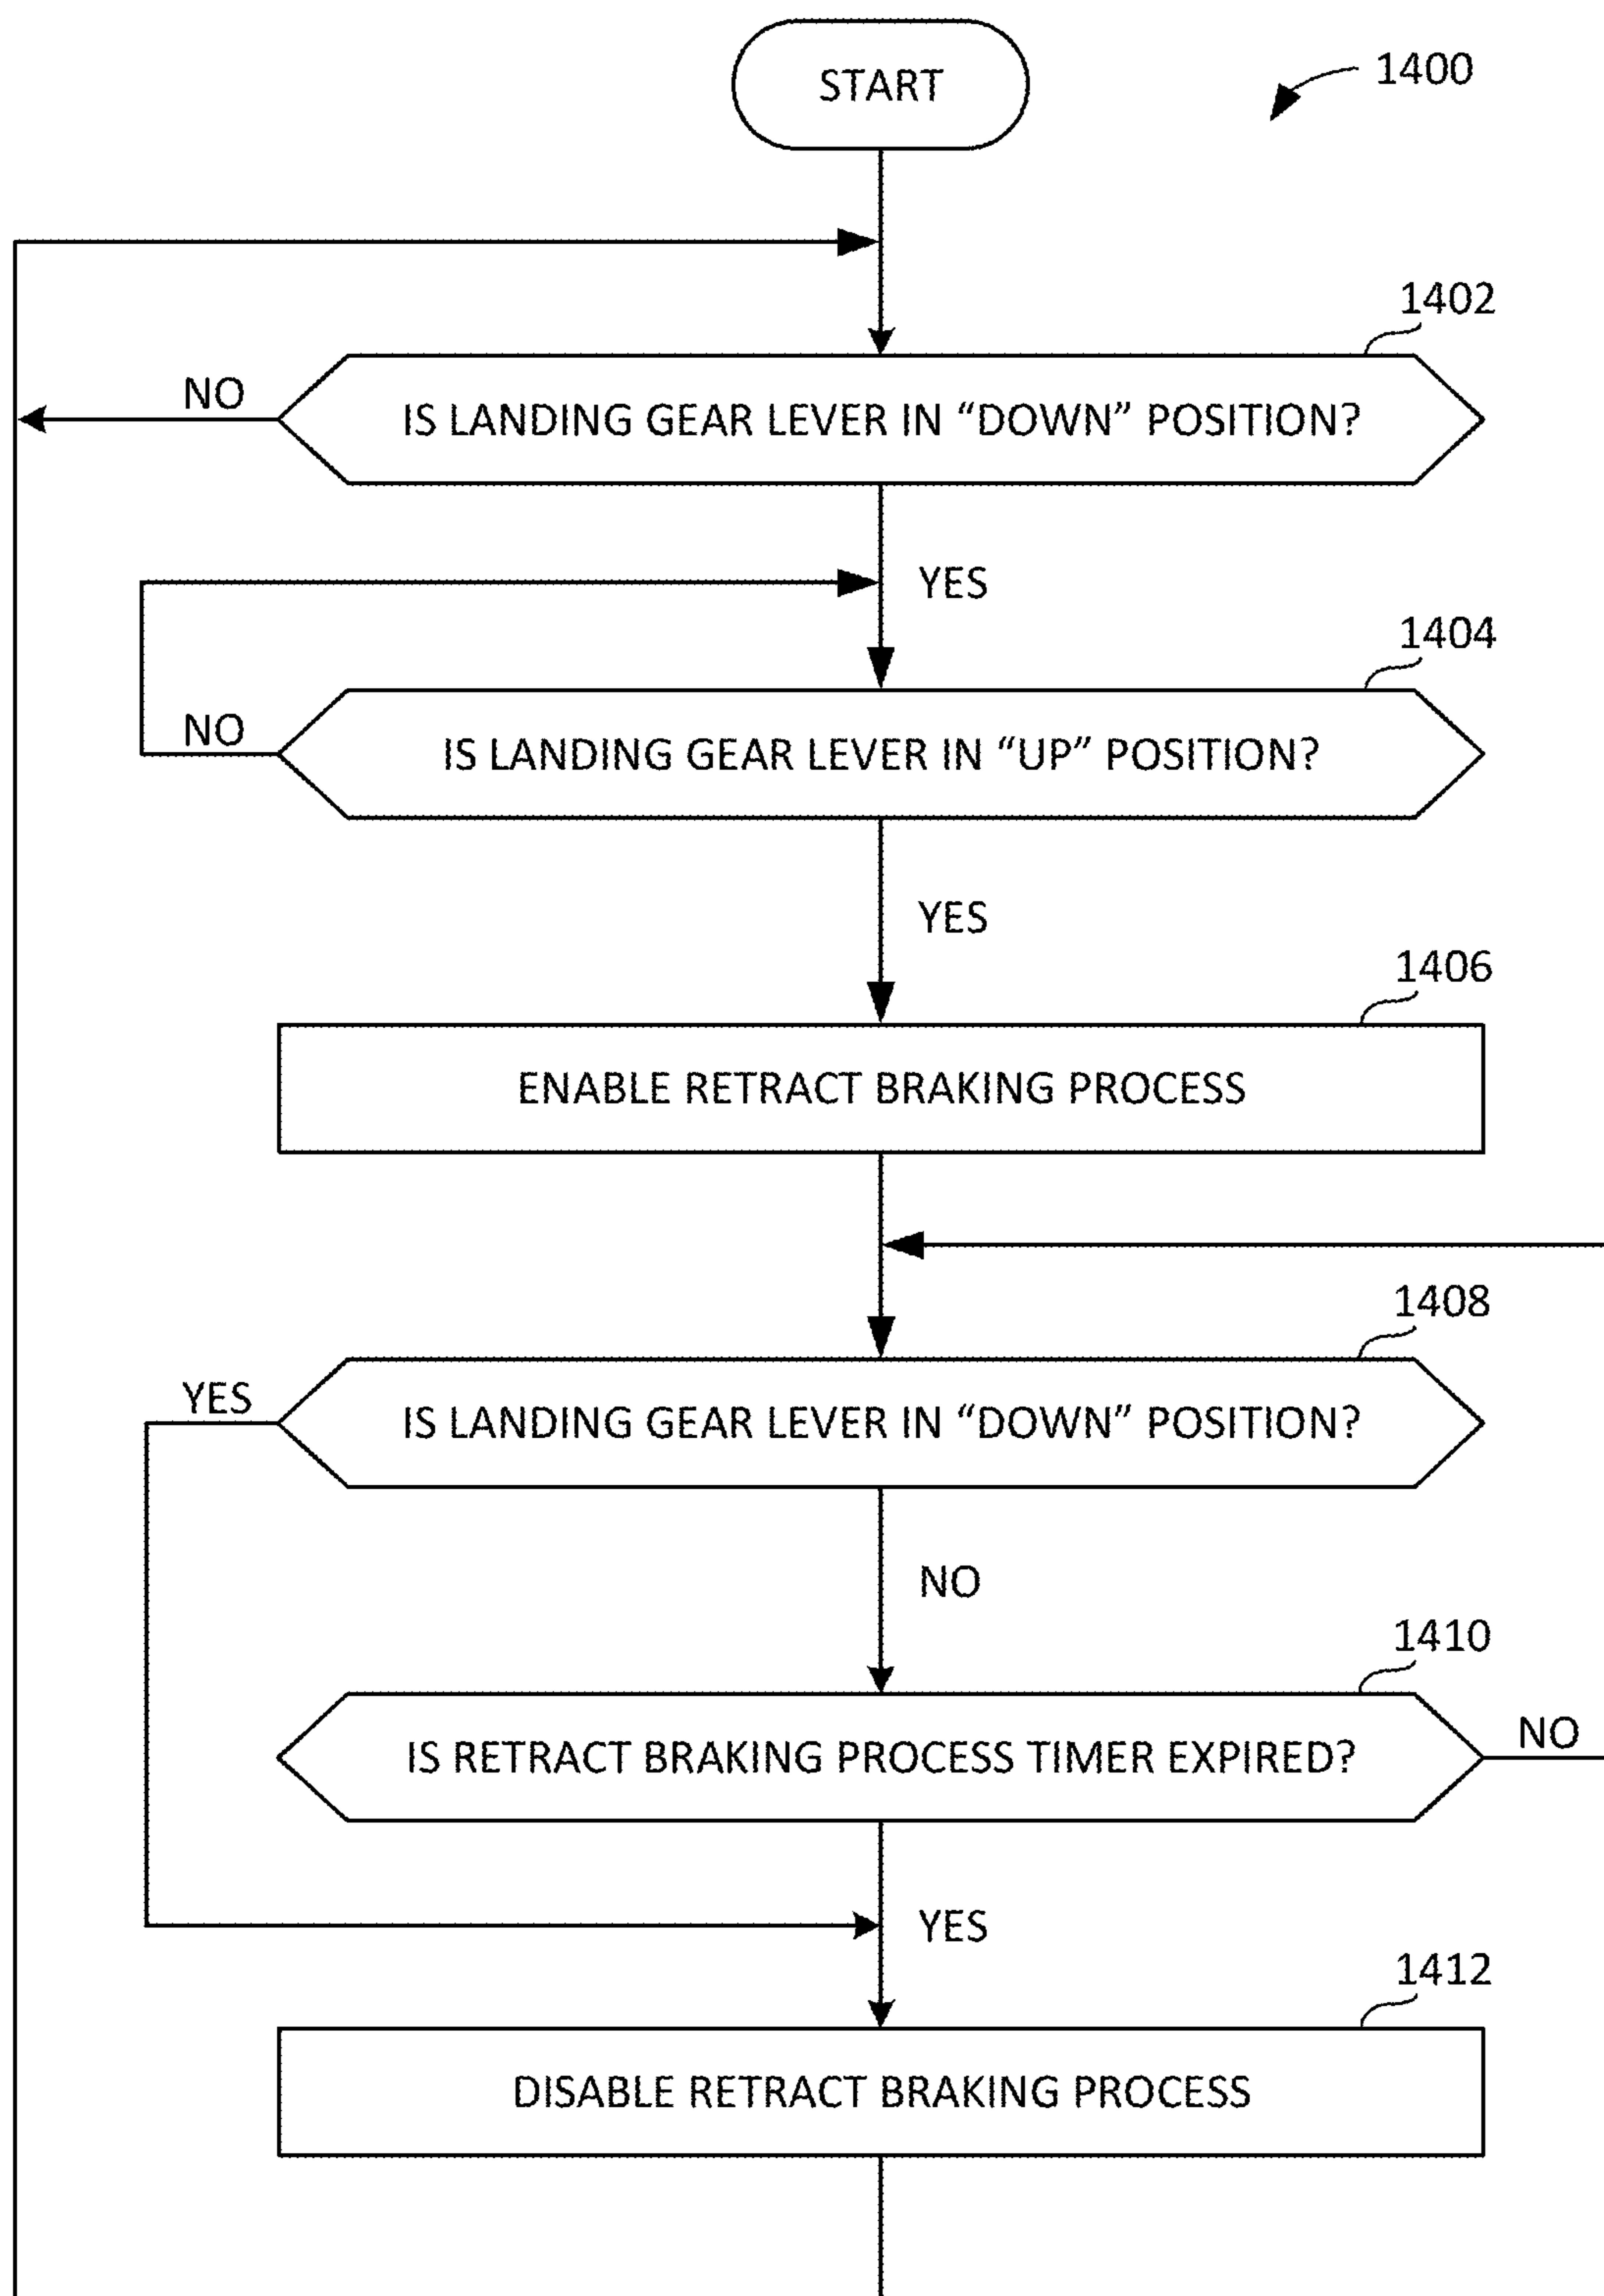 START
1400
1402
NO
IS LANDING GEAR LEVER IN “DOWN” POSITION?
YES
1404
NO
IS LANDING GEAR LEVER IN “UP” POSITION?
YES
1406
ENABLE RETRACT BRAKING PROCESS
1408
YES
IS LANDING GEAR LEVER IN “DOWN” POSITION?
NO
1410
IS RETRACT BRAKING PROCESS TIMER EXPIRED?
NO
YES
1412
DISABLE RETRACT BRAKING PROCESS